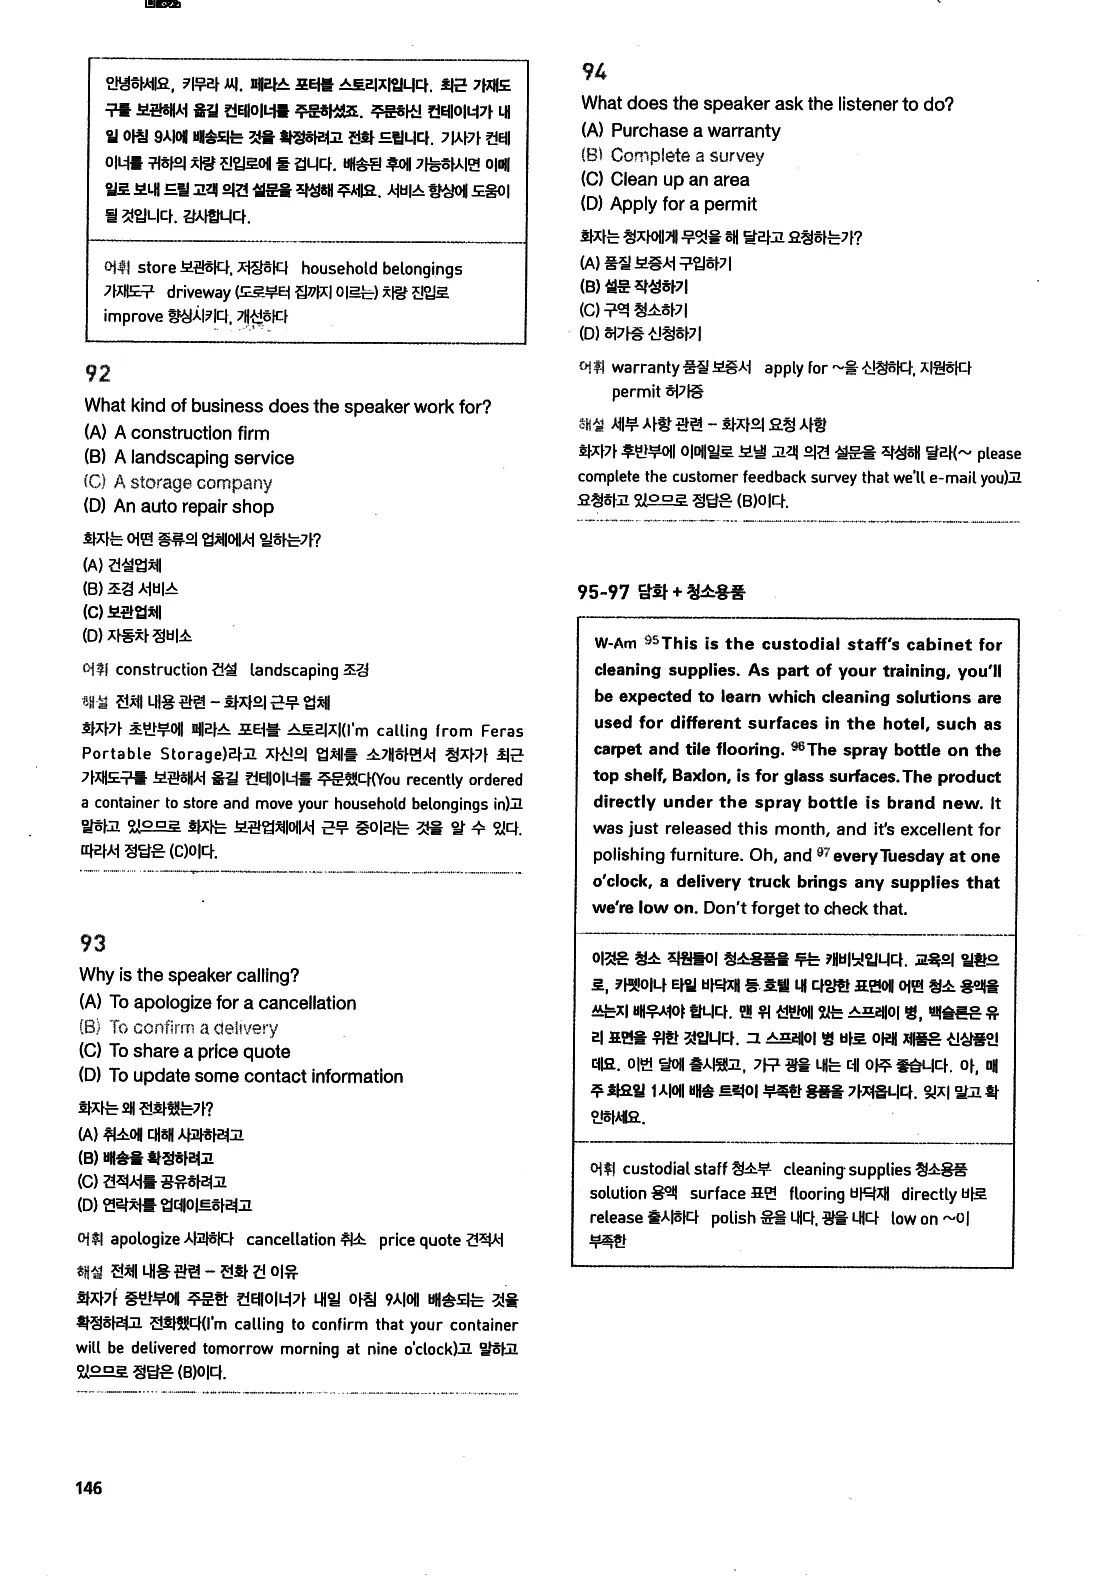 안녕하세요, 키무라 씨. 페라스 포터블 스토리지입니다. 최근 가재도
구를 보관해서 옮길 컨테이너를 주문하셨죠. 주문하신 컨테이너가 내
일 아침 9시에 배송되는 것을 확정하려고 전화 드립니다. 기사가 컨테
이너를 귀하의 차량 진입로에 둘 겁니다. 배송된 후에 가능하시면 이메
일로 보내 드릴 고객 의견 설문을 작성해 주세요. 서비스 향상에 도움이
될 것입니다. 감사합니다.
어휘 store 보관하다, 저장하다 household belongings
가재도구 driveway (도로부터 집까지 이르는) 차량 진입로
improve 향상시키다, 개선하다
92
What kind of business does the speaker work for?
(A) A construction firm
(B) A landscaping service
(C) A storage company
(D) An auto repair shop
화자는 어떤 종류의 업체에서 일하는가?
(A) 건설업체
(B) 조경 서비스
(C) 보관업체
(D) 자동차 정비소
어휘 construction 건설 landscaping 조경
해설 전체 내용 관련 – 화자의 근무 업체
화자가 초반부에 페라스 포터블 스토리지(I'm calling from Feras
Portable Storage)라고 자신의 업체를 소개하면서 청자가 최근
가재도구를 보관해서 옮길 컨테이너를 주문했다(You recently ordered
a container to store and move your household belongings in)고
말하고 있으므로 화자는 보관업체에서 근무 중이라는 것을 알 수 있다.
따라서 정답은 (C)이다.
93
Why is the speaker calling?
(A) To apologize for a cancellation
(B) To confirm a delivery
(C) To share a price quote
(D) To update some contact information
화자는 왜 전화했는가?
(A) 취소에 대해 사과하려고
(B) 배송을 확정하려고
(C) 견적서를 공유하려고
(D) 연락처를 업데이트하려고
어휘 apologize 사과하다 cancellation 취소 price quote 견적서
해설 전체 내용 관련 – 전화 건 이유
화자가 중반부에 주문한 컨테이너가 내일 아침 9시에 배송되는 것을
확정하려고 전화했다(I'm calling to confirm that your container
will be delivered tomorrow morning at nine o'clock)고 말하고
있으므로 정답은 (B)이다.
146
94
What does the speaker ask the listener to do?
(A) Purchase a warranty
(B) Complete a survey
(C) Clean up an area
(D) Apply for a permit
화자는 청자에게 무엇을 해 달라고 요청하는가?
(A) 품질 보증서 구입하기
(B) 설문 작성하기
(C) 구역 청소하기
(D) 허가증 신청하기
어휘 warranty 품질 보증서 apply for ~을 신청하다, 지원하다
permit 허가증
해설 세부 사항 관련 – 화자의 요청 사항
화자가 후반부에 이메일로 보낼 고객 의견 설문을 작성해 달라(~ please
complete the customer feedback survey that we'll e-mail you)고
요청하고 있으므로 정답은 (B)이다.
95-97 담화 + 청소용품
W-Am 95This is the custodial staff's cabinet for
cleaning supplies. As part of your training, you'll
be expected to learn which cleaning solutions are
used for different surfaces in the hotel, such as
carpet and tile flooring. 96The spray bottle on the
top shelf, Baxlon, is for glass surfaces. The product
directly under the spray bottle is brand new. It
was just released this month, and it's excellent for
polishing furniture. Oh, and 97every Tuesday at one
o'clock, a delivery truck brings any supplies that
we're low on. Don't forget to check that.
이것은 청소 직원들이 청소용품을 두는 캐비닛입니다. 교육의 일환으
로, 카펫이나 타일 바닥재 등 호텔 내 다양한 표면에 어떤 청소 용액을
쓰는지 배우셔야 합니다. 맨 위 선반에 있는 스프레이 병, 백슬론은 유
리 표면을 위한 것입니다. 그 스프레이 병 바로 아래 제품은 신상품인
데요. 이번 달에 출시됐고, 가구 광을 내는 데 아주 좋습니다. 아, 매
주 화요일 1시에 배송 트럭이 부족한 용품을 가져옵니다. 잊지 말고 확
인하세요.
어휘 custodial staff 청소부 cleaning supplies 청소용품
solution 용액 surface 표면 flooring 바닥재 directly 바로
release 출시하다 polish 윤을 내다, 광을 내다 low on ~이
부족한